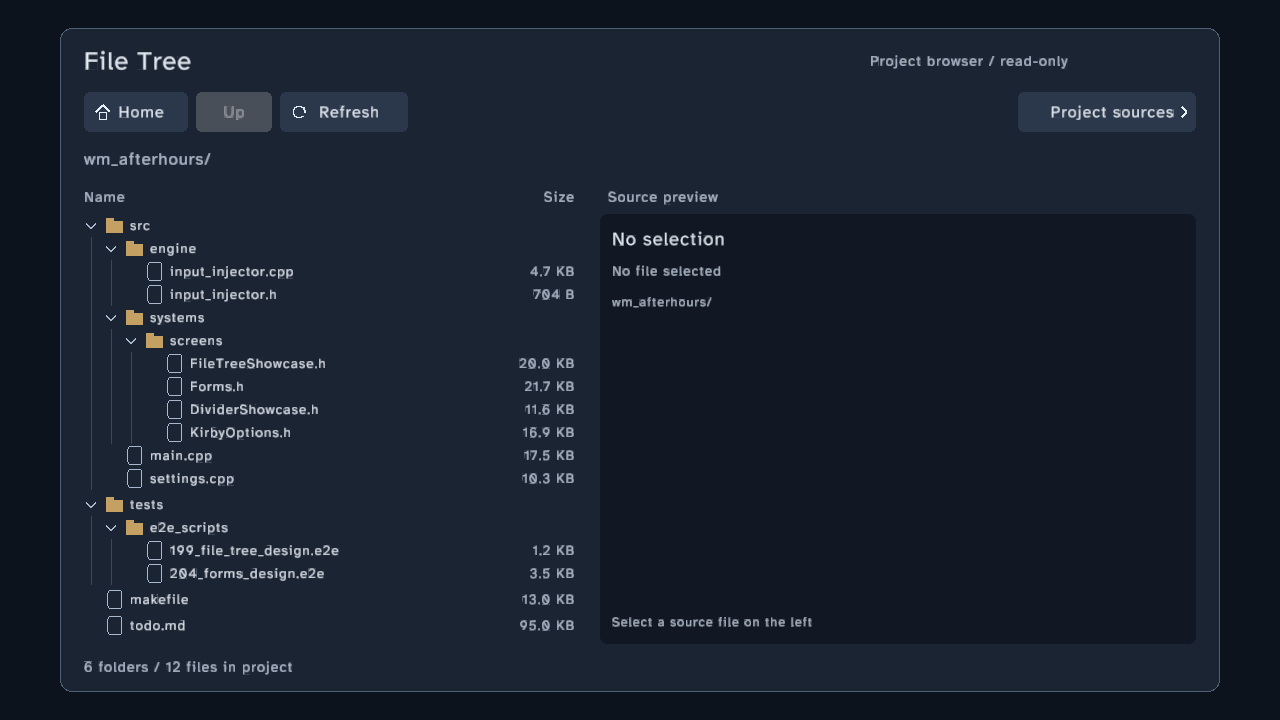 File Tree
Project browser / read-only
Home
Up
Refresh
Project sources
wm_afterhours/
Name Size
src
engine
input_injector.cpp 4.7 KB
input_injector.h 704 B
systems
screens
FileTreeShowcase.h 20.0 KB
Forms.h 21.7 KB
DividerShowcase.h 11.6 KB
KirbyOptions.h 16.9 KB
main.cpp 17.5 KB
settings.cpp 10.3 KB
tests
e2e_scripts
199_file_tree_design.e2e 1.2 KB
204_forms_design.e2e 3.5 KB
makefile 13.0 KB
todo.md 95.0 KB
6 folders / 12 files in project
Source preview
No selection
No file selected
wm_afterhours/
Select a source file on the left